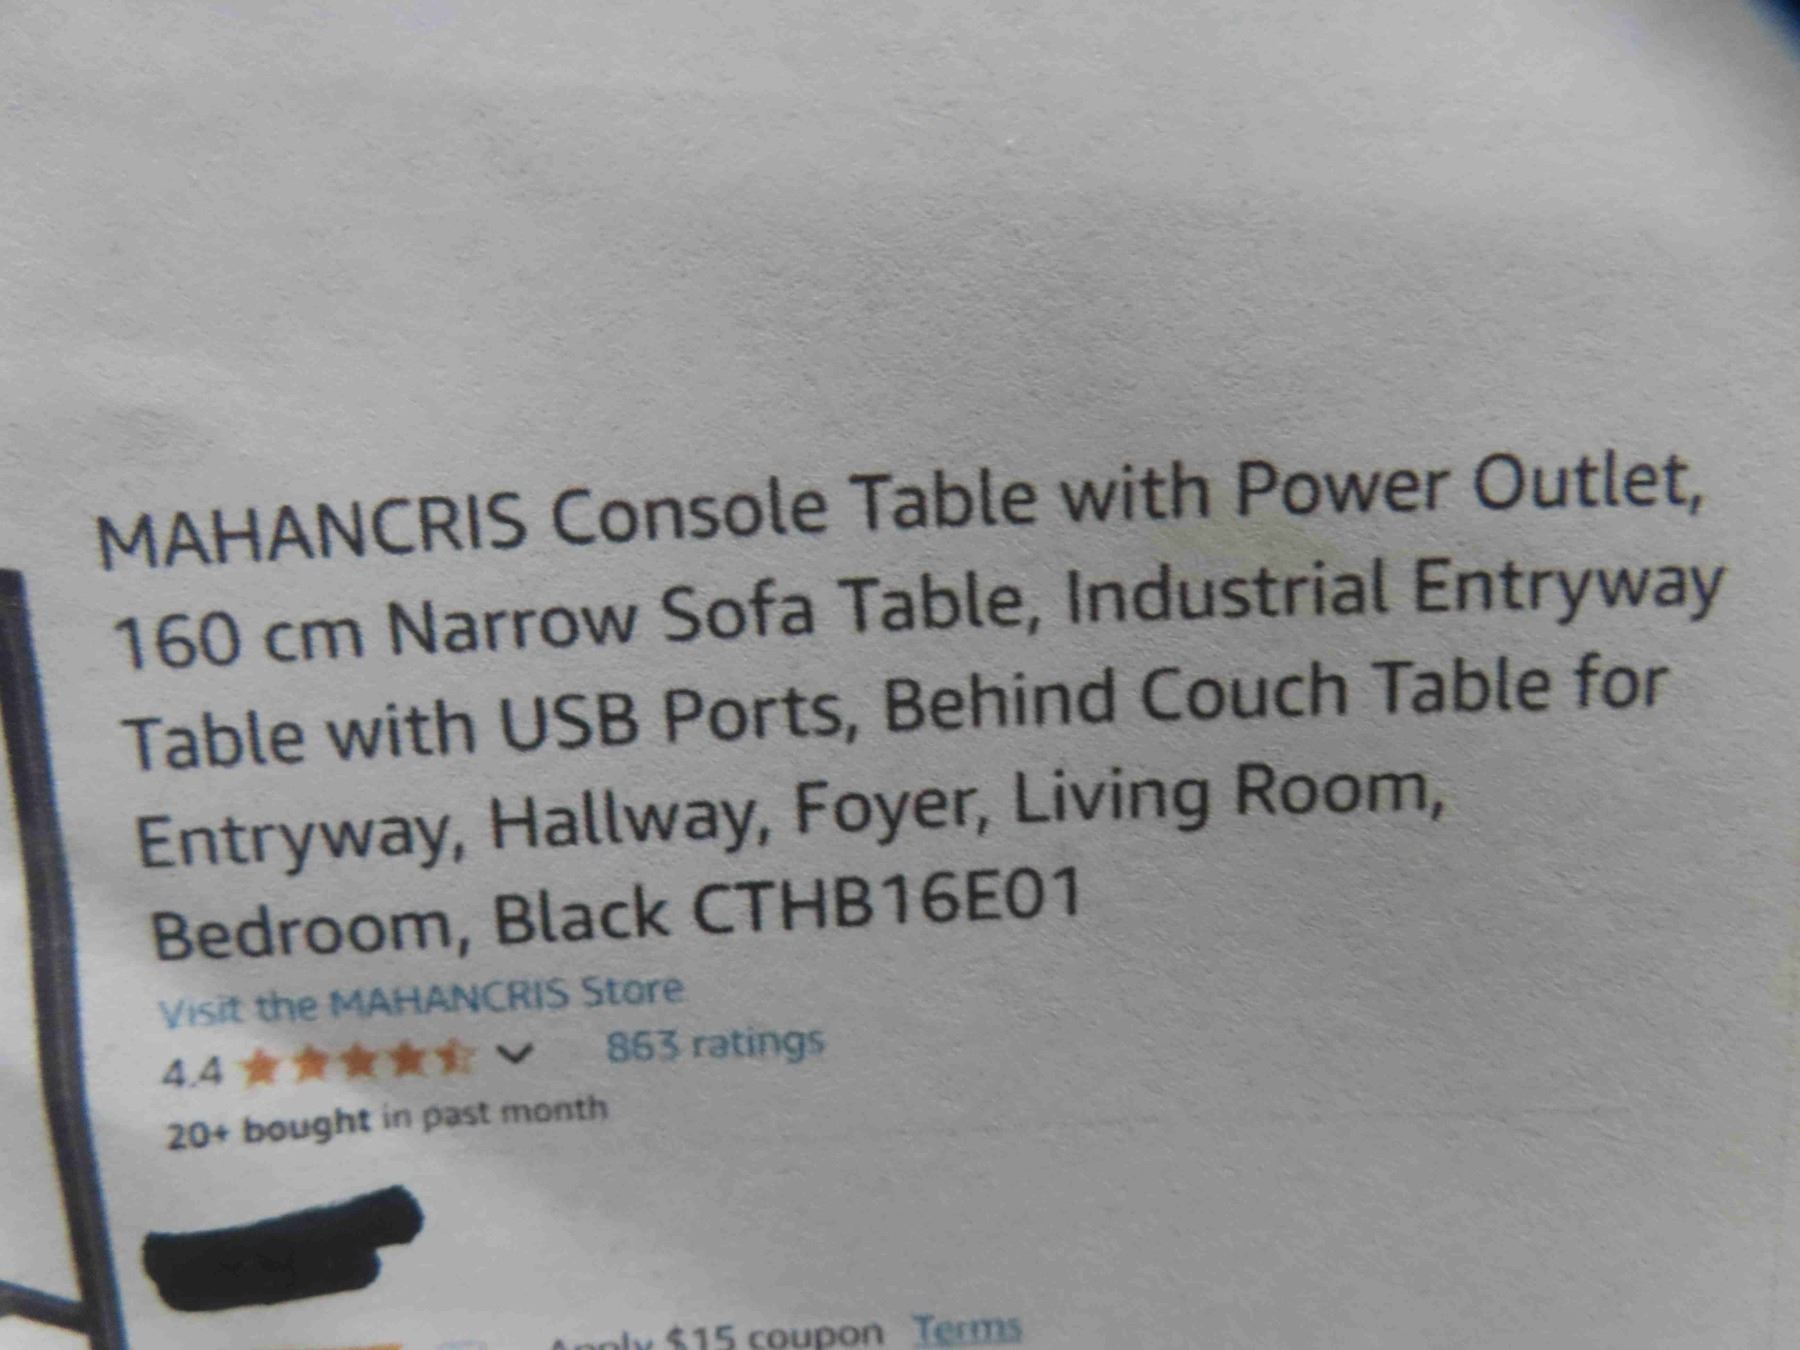 MAHANCRIS Console Table with Power Outlet,
160 cm Narrow Sofa Table, Industrial Entryway
Table with USB Ports, Behind Couch Table for
Entryway, Hallway, Foyer, Living Room,
Bedroom, Black CTHB16E01
Visit the MAHANCRIS Store
4.4 863 ratings
20+ bought in past month
Apply $15 coupon Terms